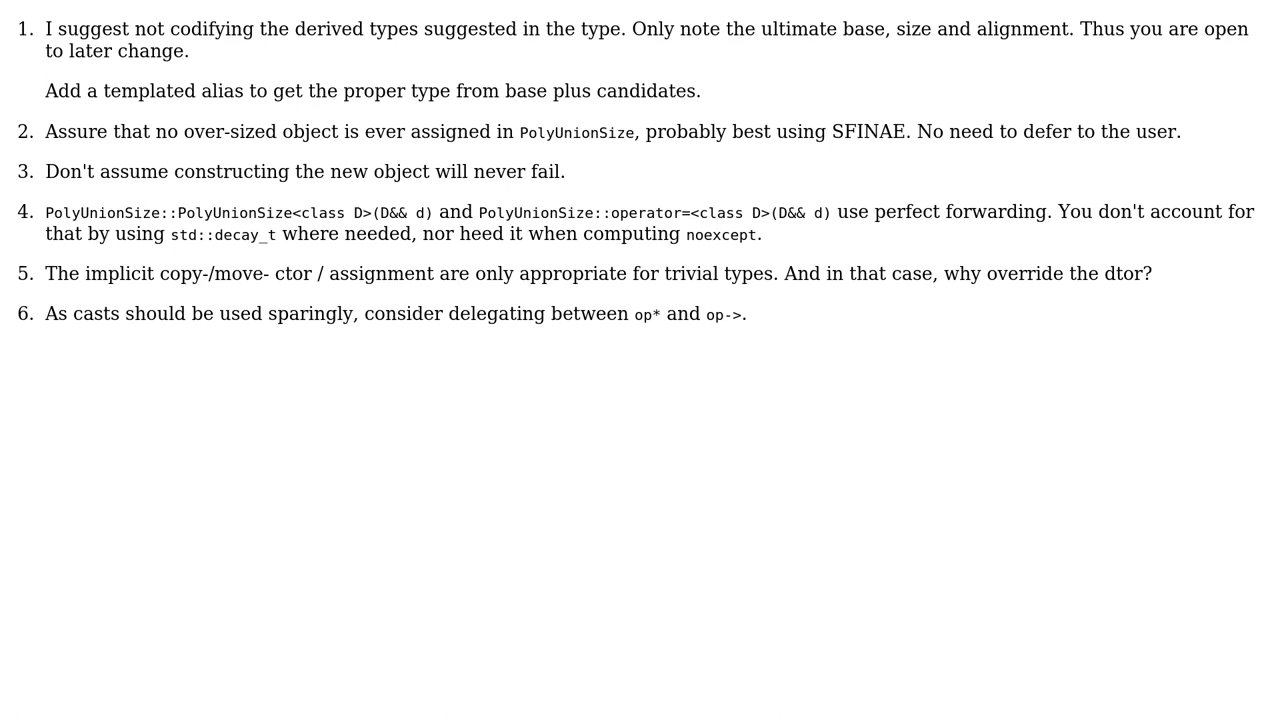 1. I suggest not codifying the derived types suggested in the type. Only note the ultimate base, size and alignment. Thus you are open
to later change.
Add a templated alias to get the proper type from base plus candidates.
2. Assure that no over-sized object is ever assigned in PolyUnionSize, probably best using SFINAE. No need to defer to the user.
3. Don't assume constructing the new object will never fail.
4. PolyUnionSize::PolyUnionSize<class D>(D&& d) and PolyUnionSize::operator=<class D>(D&& d) use perfect forwarding. You don't account for
that by using std::decay_t where needed, nor heed it when computing noexcept.
5. The implicit copy-/move- ctor / assignment are only appropriate for trivial types. And in that case, why override the dtor?
6. As casts should be used sparingly, consider delegating between op* and op->.